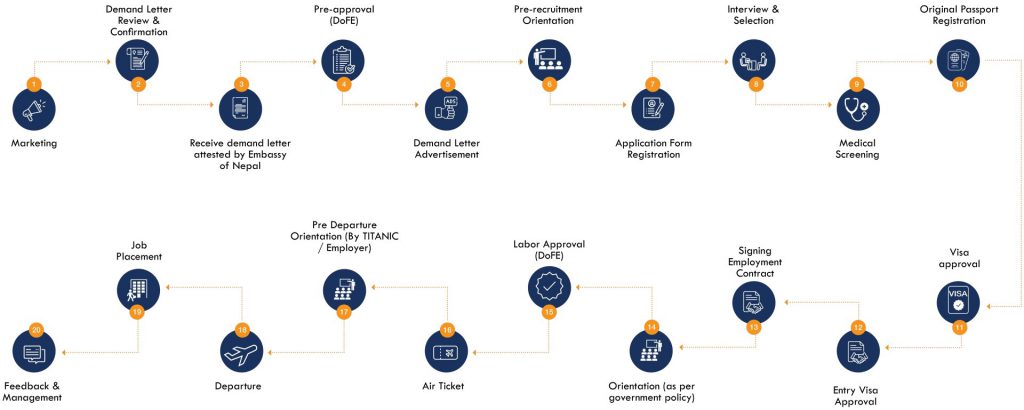 1
Marketing
Demand Letter
Review &
Confirmation
2
3
Receive demand letter
attested by Embassy
of Nepal
Pre-approval
(DoFE)
4
5
ADS
Demand Letter
Advertisement
Pre-recruitment
Orientation
6
7
Application Form
Registration
Interview &
Selection
8
9
Medical
Screening
Original Passport
Registration
10
Visa
approval
VISA
11
12
Entry Visa
Approval
Signing
Employment
Contract
13
14
Orientation (as per
government policy)
Labor Approval
(DoFE)
15
16
Air Ticket
Pre Departure
Orientation (By TITANIC
/ Employer)
17
18
Departure
Job
Placement
19
20
Feedback &
Management